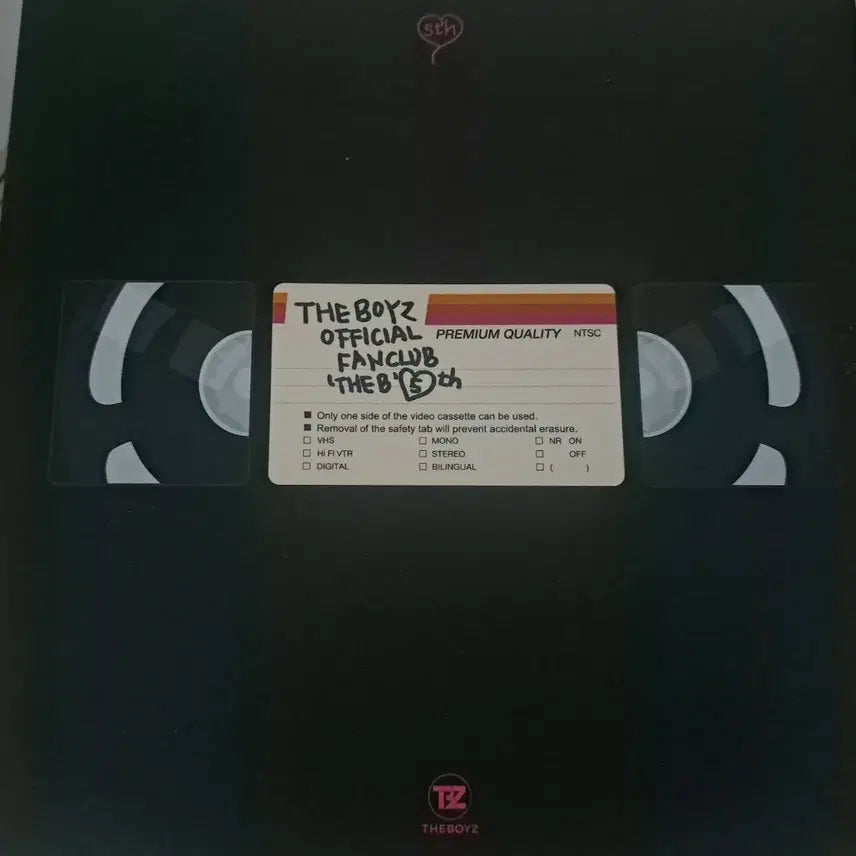 5th
THE BOYZ
OFFICIAL
FANCLUB
'THE B' 5th
PREMIUM QUALITY NTSC
Only one side of the video cassette can be used.
Removal of the safety tab will prevent accidental erasure.
VHS MONO NR ON
Hi Fi VTR STEREO OFF
DIGITAL BILINGUAL ( )
TBZ
THEBOYZ